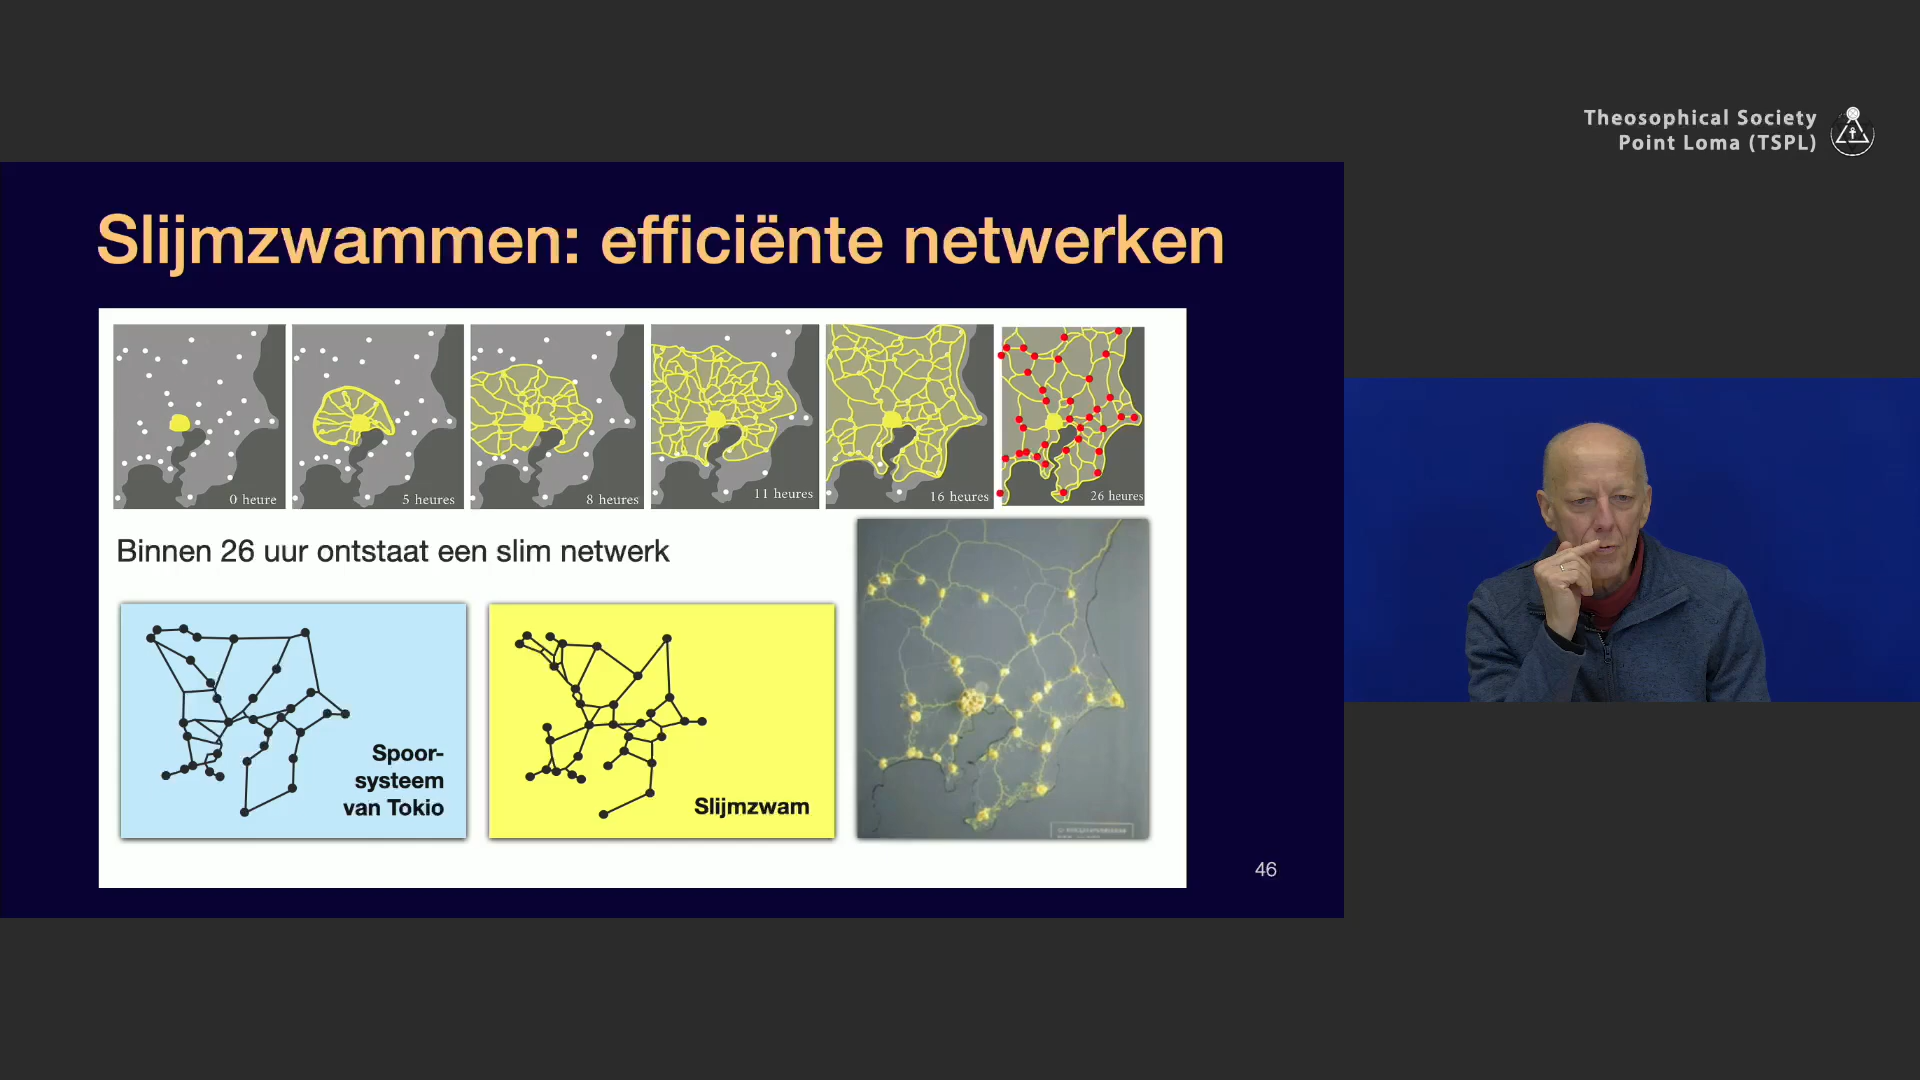 Theosophical Society
Point Loma (TSPL)
Slijmzwammen: efficiënte netwerken
0 heure
5 heures
8 heures
11 heures
16 heures
26 heures
Binnen 26 uur ontstaat een slim netwerk
Spoor-
systeem
van Tokio
Slijmzwam
46